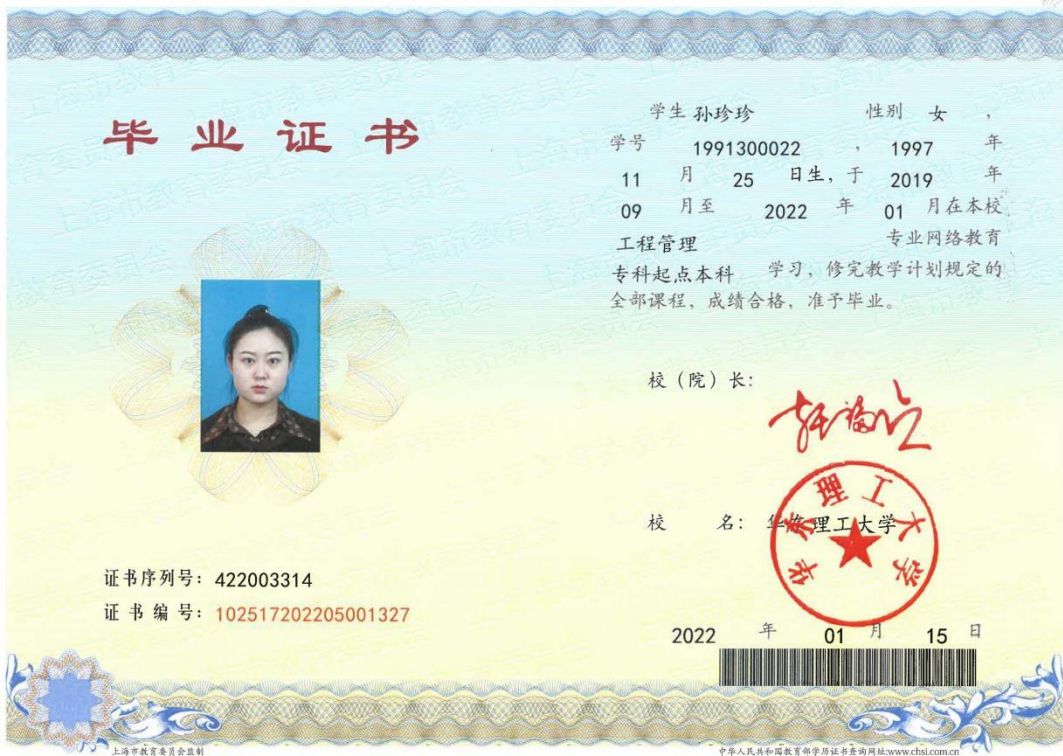 毕业证书
证书序列号：422003314
证书编号：102517202205001327
上海市教育委员会监制
学生 孙珍珍 性别 女 ，
学号 1991300022 ， 1997 年
11 月 25 日生，于 2019 年
09 月至 2022 年 01 月在本校
工程管理 专业网络教育
专科起点本科 学习，修完教学计划规定的
全部课程，成绩合格，准予毕业。
校（院）长：
校 名：华东理工大学
华东理工大学
2022 年 01 月 15 日
中华人民共和国教育部学历证书查询网址:www.chsi.com.cn